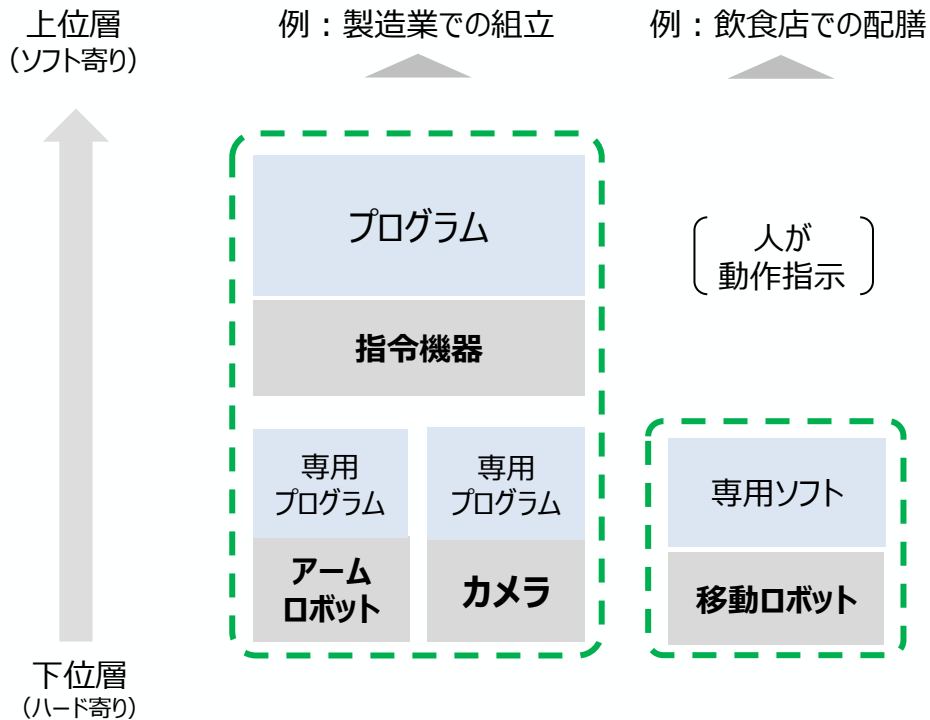 上位層
（ソフト寄り）
例：製造業での組立
例：飲食店での配膳
プログラム
指令機器
人が
動作指示
専用
プログラム
専用
プログラム
アーム
ロボット
カメラ
専用ソフト
移動ロボット
下位層
（ハード寄り）